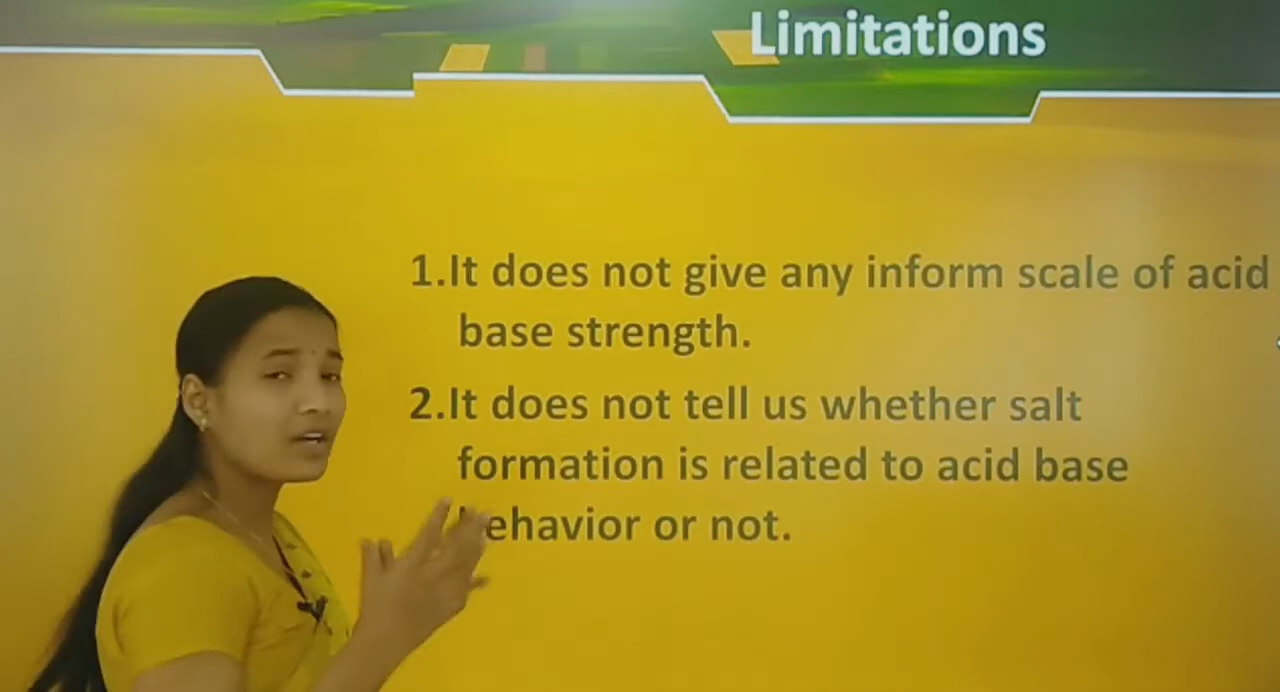 Limitations
1.It does not give any inform scale of acid
base strength.
2.It does not tell us whether salt
formation is related to acid base
behavior or not.